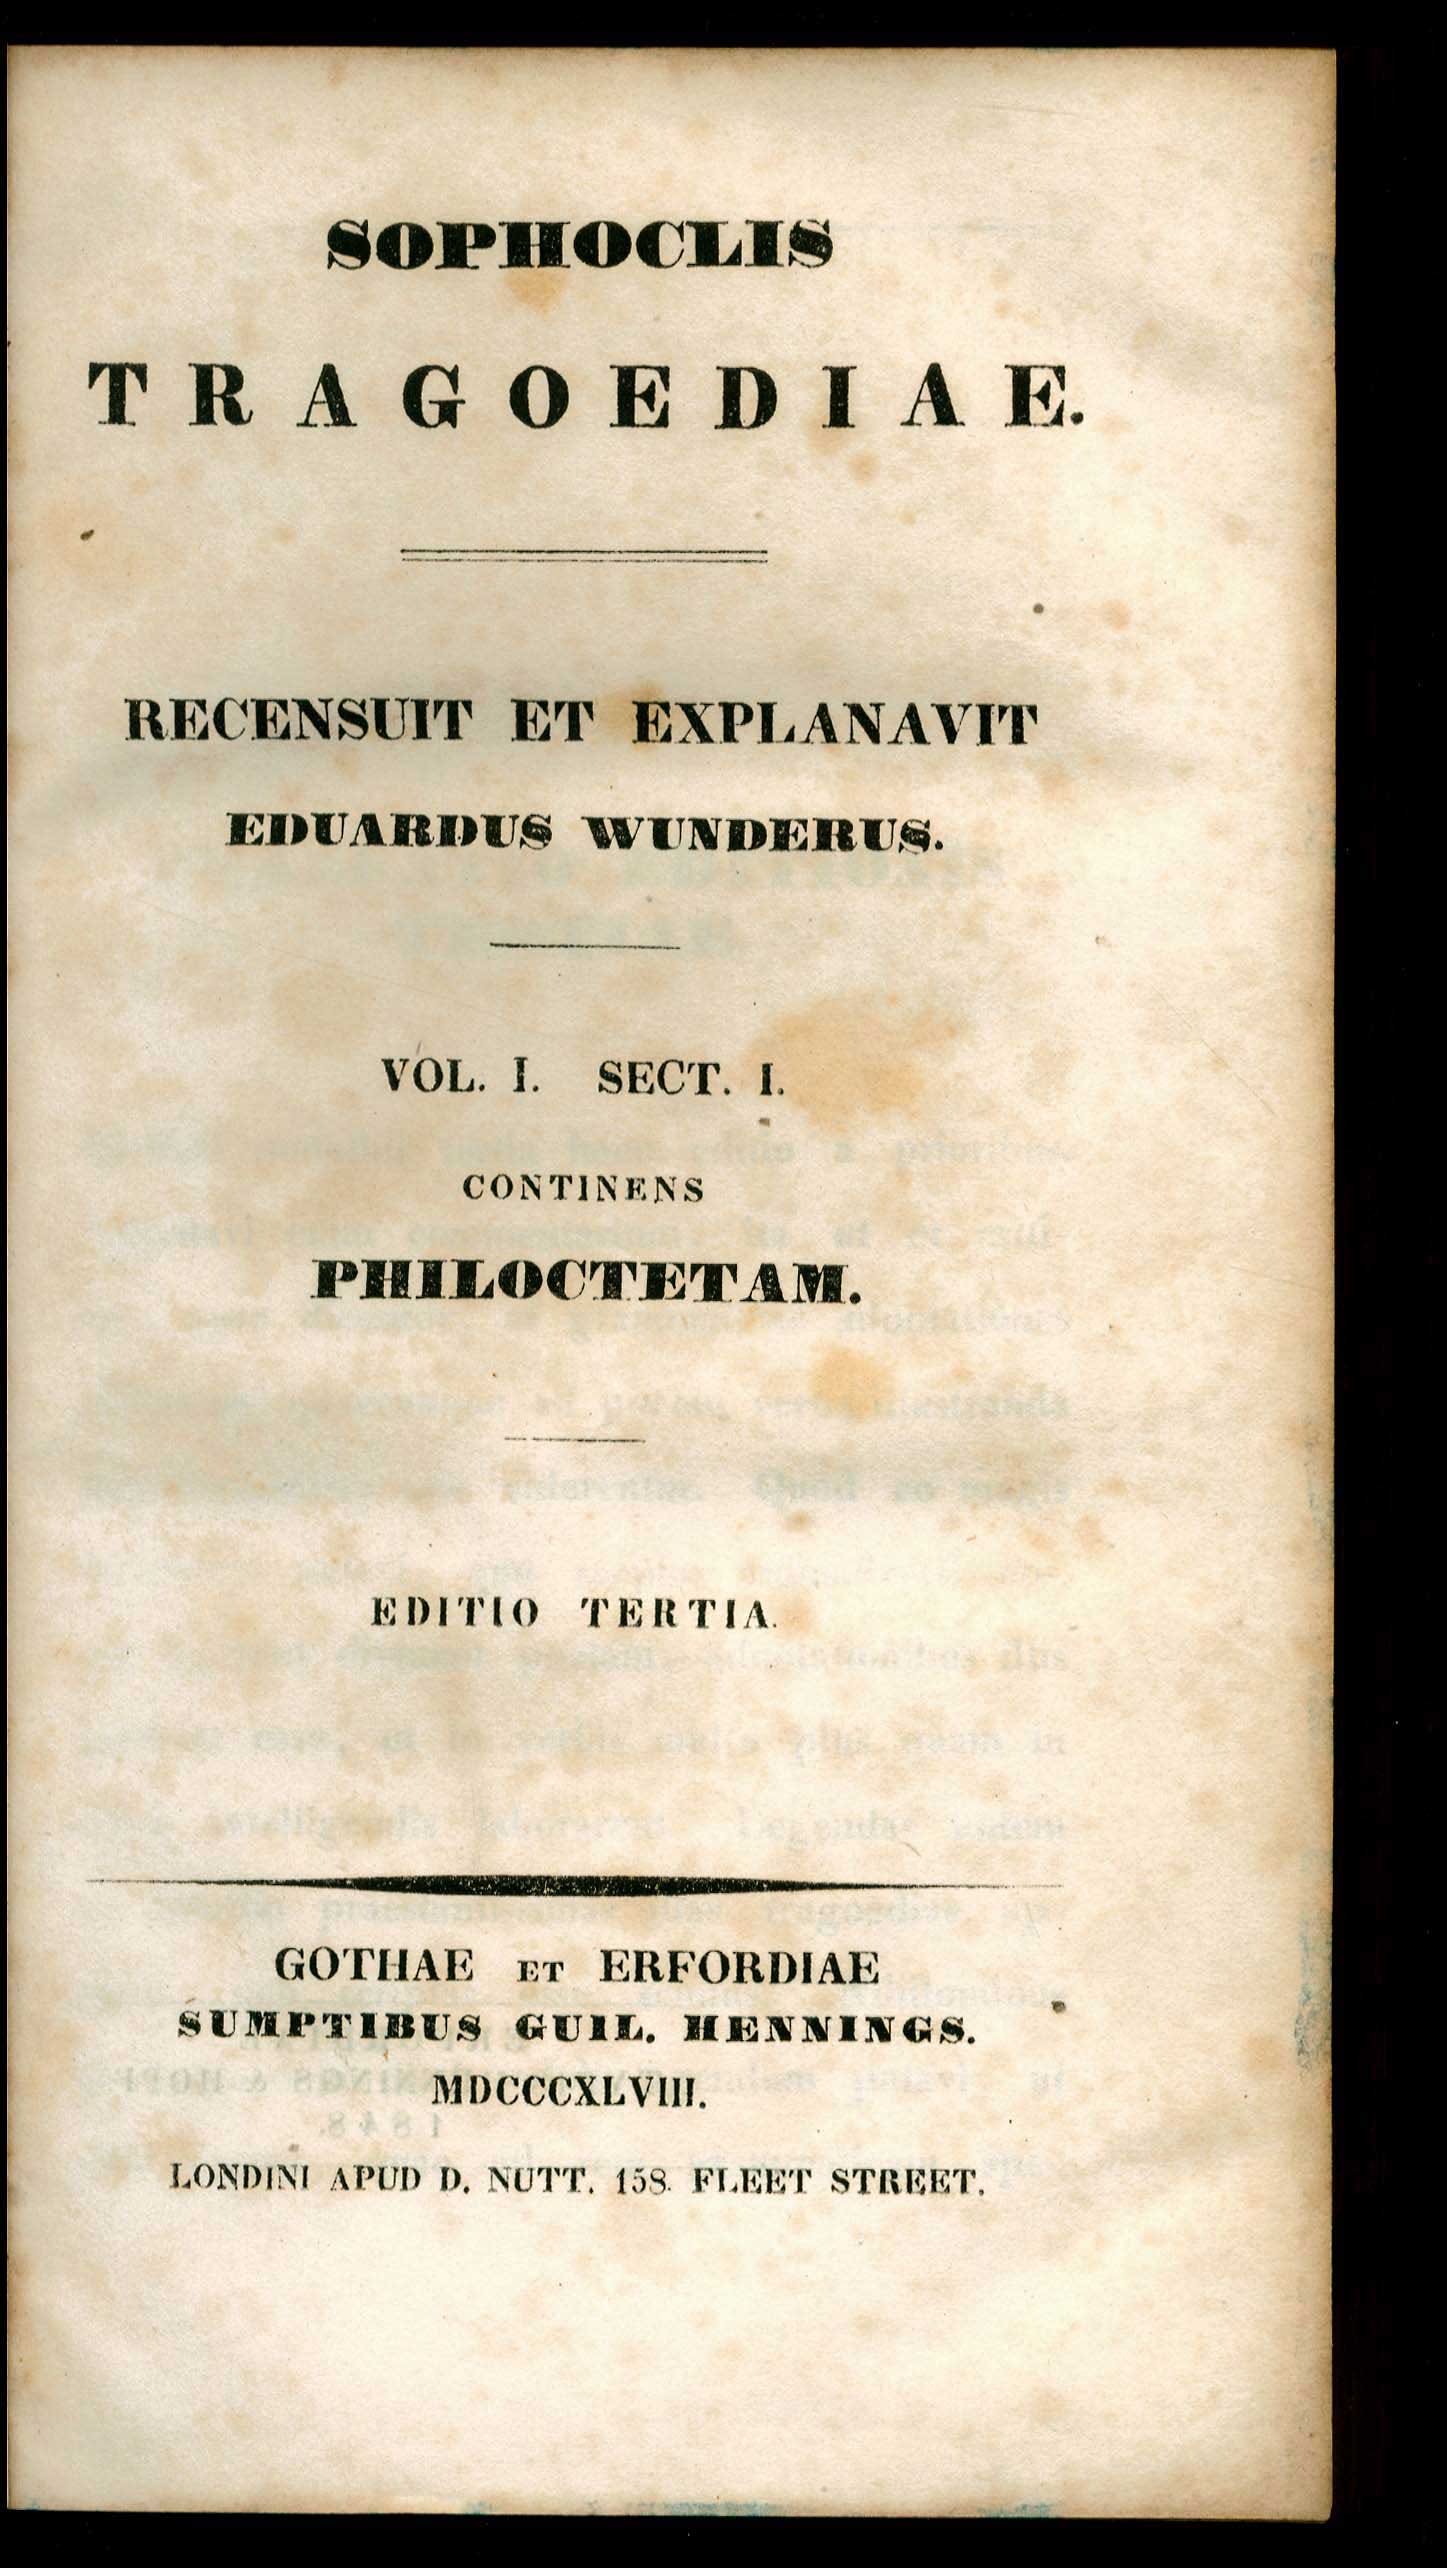 SOPHOCLIS
TRAGOEDIAE.
RECENSUIT ET EXPLANAVIT
EDUARDUS WUNDERUS.
VOL. I. SECT. I.
CONTINENS
PHILOCTETAM.
EDITIO TERTIA.
GOTHAE ET ERFORDIAE
SUMPTIBUS GUIL. HENNINGS.
MDCCCXLVIII.
LONDINI APUD D. NUTT. 158. FLEET STREET.